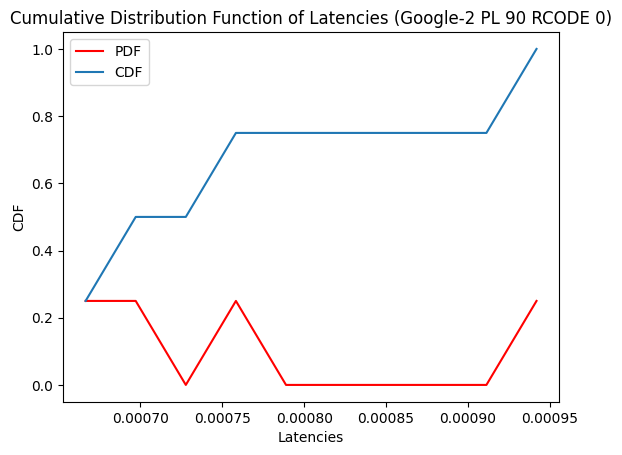 Cumulative Distribution Function of Latencies (Google-2 PL 90 RCODE 0)
PDF
CDF
CDF
1.0
0.8
0.6
0.4
0.2
0.0
0.00070 0.00075 0.00080 0.00085 0.00090 0.00095
Latencies